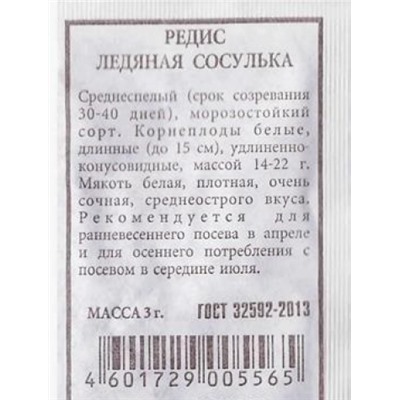 РЕДИС
ЛЕДЯНАЯ СОСУЛЬКА
Среднеспелый (срок созревания
30-40 дней), морозостойкий
сорт. Корнеплоды белые,
длинные (до 15 см), удлиненно-
конусовидные, массой 14-22 г.
Мякоть белая, плотная, очень
сочная, среднеострого вкуса.
Рекомендуется для
ранневесеннего посева в апреле
и для осеннего потребления с
посевом в середине июля.
МАССА 3 г. ГОСТ 32592-2013
4 601729 005565